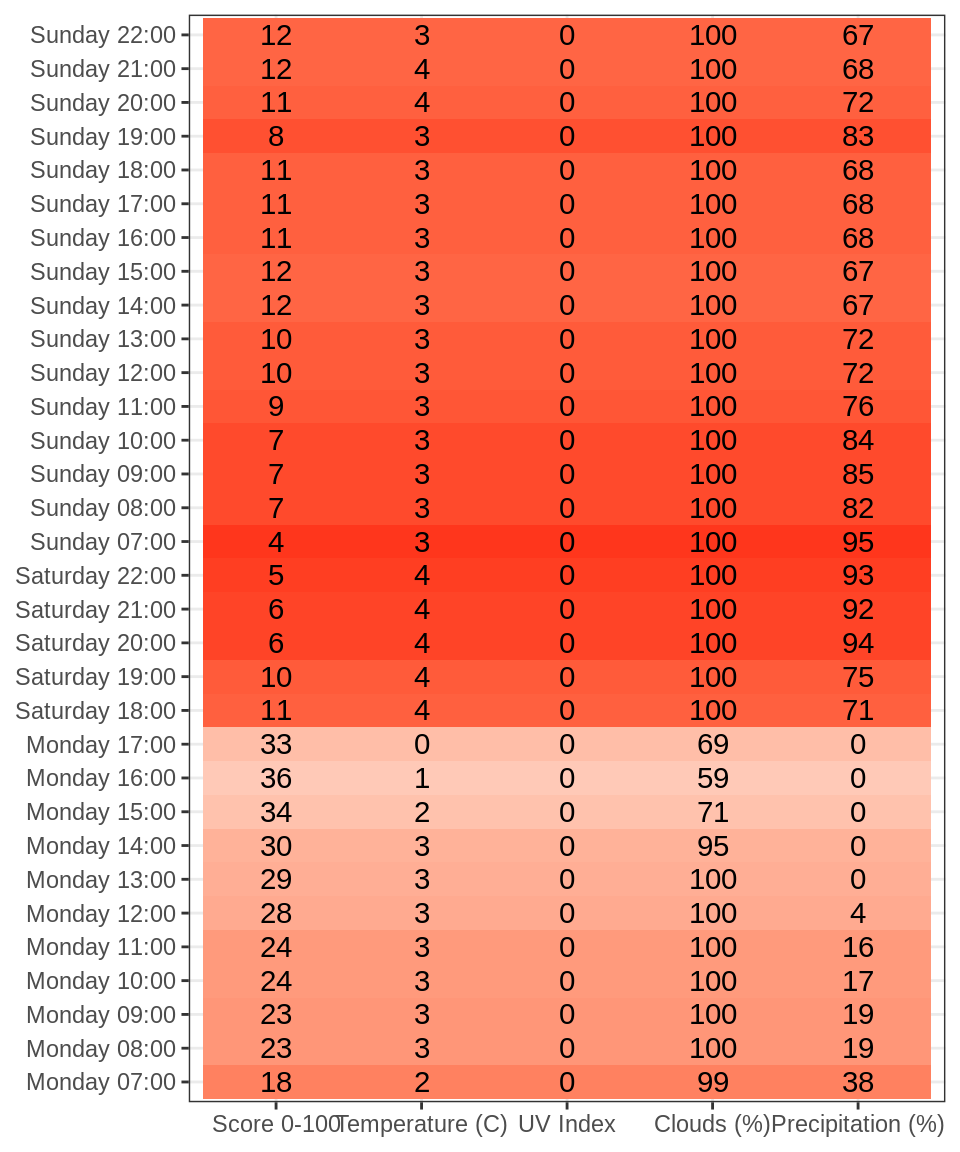 Sunday 22:00 12 3 0 100 67
Sunday 21:00 12 4 0 100 68
Sunday 20:00 11 4 0 100 72
Sunday 19:00 8 3 0 100 83
Sunday 18:00 11 3 0 100 68
Sunday 17:00 11 3 0 100 68
Sunday 16:00 11 3 0 100 68
Sunday 15:00 12 3 0 100 67
Sunday 14:00 12 3 0 100 67
Sunday 13:00 10 3 0 100 72
Sunday 12:00 10 3 0 100 72
Sunday 11:00 9 3 0 100 76
Sunday 10:00 7 3 0 100 84
Sunday 09:00 7 3 0 100 85
Sunday 08:00 7 3 0 100 82
Sunday 07:00 4 3 0 100 95
Saturday 22:00 5 4 0 100 93
Saturday 21:00 6 4 0 100 92
Saturday 20:00 6 4 0 100 94
Saturday 19:00 10 4 0 100 75
Saturday 18:00 11 4 0 100 71
Monday 17:00 33 0 0 69 0
Monday 16:00 36 1 0 59 0
Monday 15:00 34 2 0 71 0
Monday 14:00 30 3 0 95 0
Monday 13:00 29 3 0 100 0
Monday 12:00 28 3 0 100 4
Monday 11:00 24 3 0 100 16
Monday 10:00 24 3 0 100 17
Monday 09:00 23 3 0 100 19
Monday 08:00 23 3 0 100 19
Monday 07:00 18 2 0 99 38
Score 0-100 Temperature (C) UV Index Clouds (%) Precipitation (%)